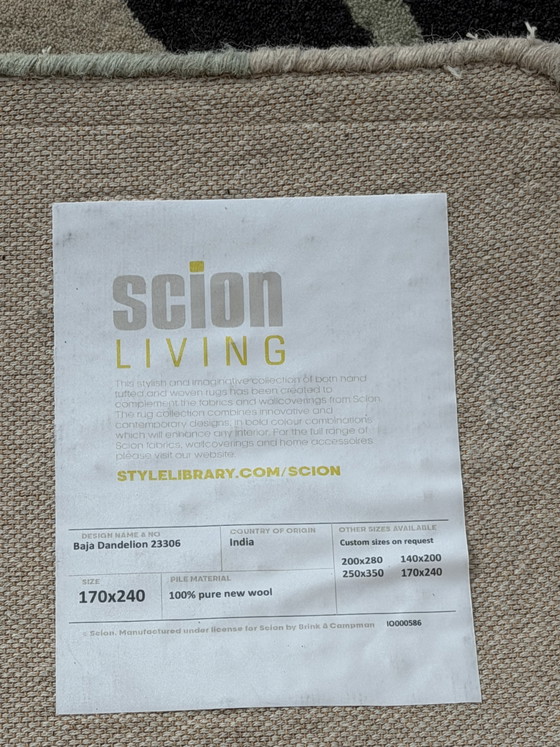 scion
LIVING
This stylish and imaginative collection of both hand
tufted and woven rugs has been created to
complement the fabrics and wallcoverings from Scion.
The rug collection combines innovative and
contemporary designs, in bold colour combinations
which will enhance any interior. For the full range of
Scion fabrics, wallcoverings and home accessories
please visit our website.
STYLELIBRARY.COM/SCION
DESIGN NAME & NO
Baja Dandelion 23306
COUNTRY OF ORIGIN
India
OTHER SIZES AVAILABLE
Custom sizes on request
200x280 140x200
250x350 170x240
SIZE
170x240
PILE MATERIAL
100% pure new wool
© Scion. Manufactured under license for Scion by Brink & Campman IO000586